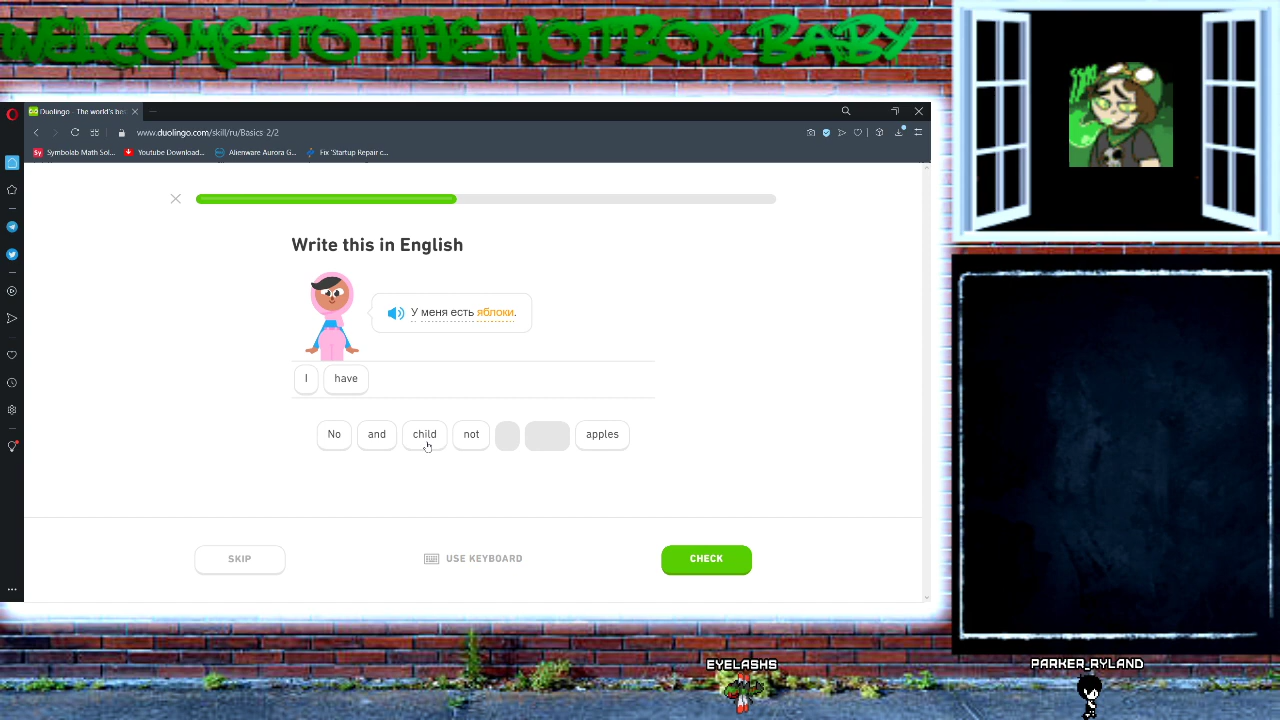 WELCOME TO THE HOTBOX BABY
Duolingo - The world's be
www.duolingo.com/skill/ru/Basics 2/2
Sy Symbolab Math Sol...
Youtube Download...
Alienware Aurora G...
Fix 'Startup Repair c...
Write this in English
У меня есть яблоки.
I have
No and child not apples
SKIP
USE KEYBOARD
CHECK
EYELASHS
PARKER_RYLAND